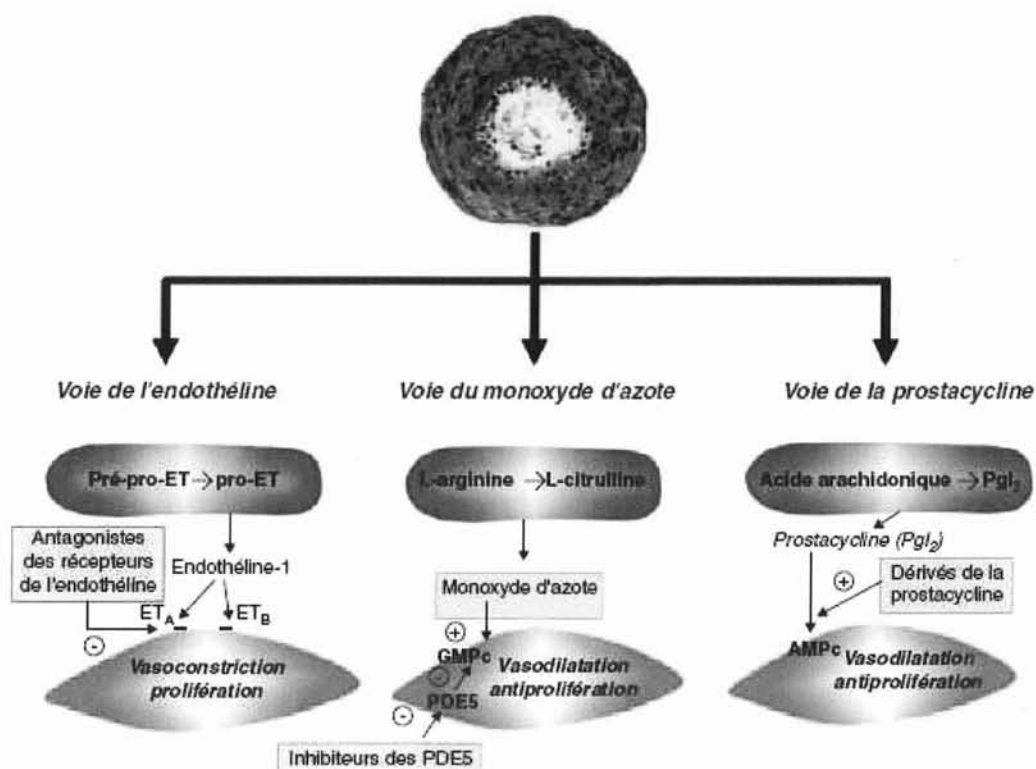 Voie de l'endothéline
Pré-pro-ET→pro-ET
Antagonistes
des récepteurs
de l'endothéline
Endothéline-1
ET_A
ET_B
-
Vasoconstriction
prolifération
Voie du monoxyde d'azote
L-arginine →L-citrulline
Monoxyde d'azote
+
GMPc
-
PDE5
-
Vasodilatation
antiprolifération
Inhibiteurs des PDE5
Voie de la prostacycline
Acide arachidonique →PgI₂
Prostacycline (PgI₂)
+
Dérivés de la
prostacycline
AMPc
Vasodilatation
antiprolifération